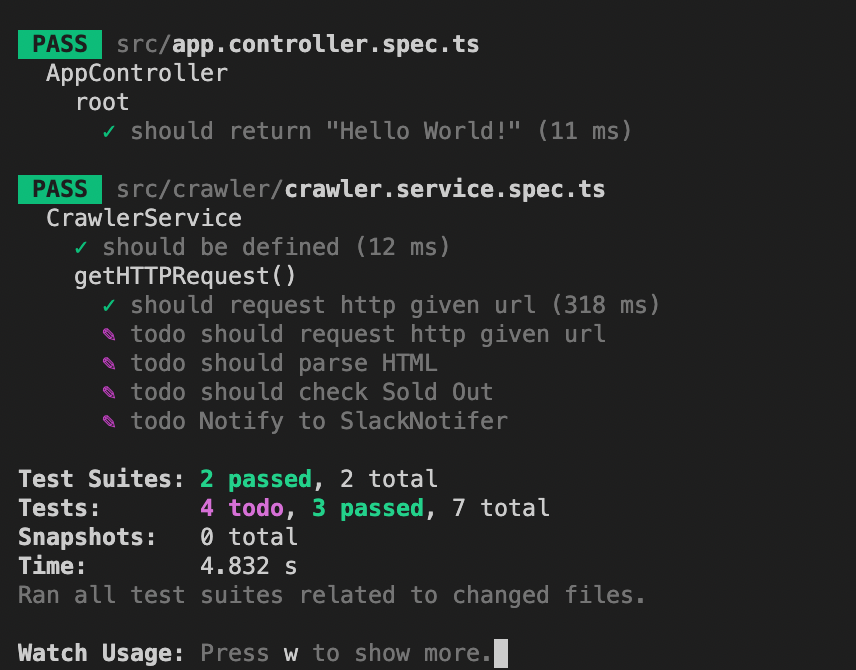 PASS src/app.controller.spec.ts
AppController
root
✓ should return "Hello World!" (11 ms)
PASS src/crawler/crawler.service.spec.ts
CrawlerService
✓ should be defined (12 ms)
getHTTPRequest()
✓ should request http given url (318 ms)
✎ todo should request http given url
✎ todo should parse HTML
✎ todo should check Sold Out
✎ todo Notify to SlackNotifer
Test Suites: 2 passed, 2 total
Tests: 4 todo, 3 passed, 7 total
Snapshots: 0 total
Time: 4.832 s
Ran all test suites related to changed files.
Watch Usage: Press w to show more.